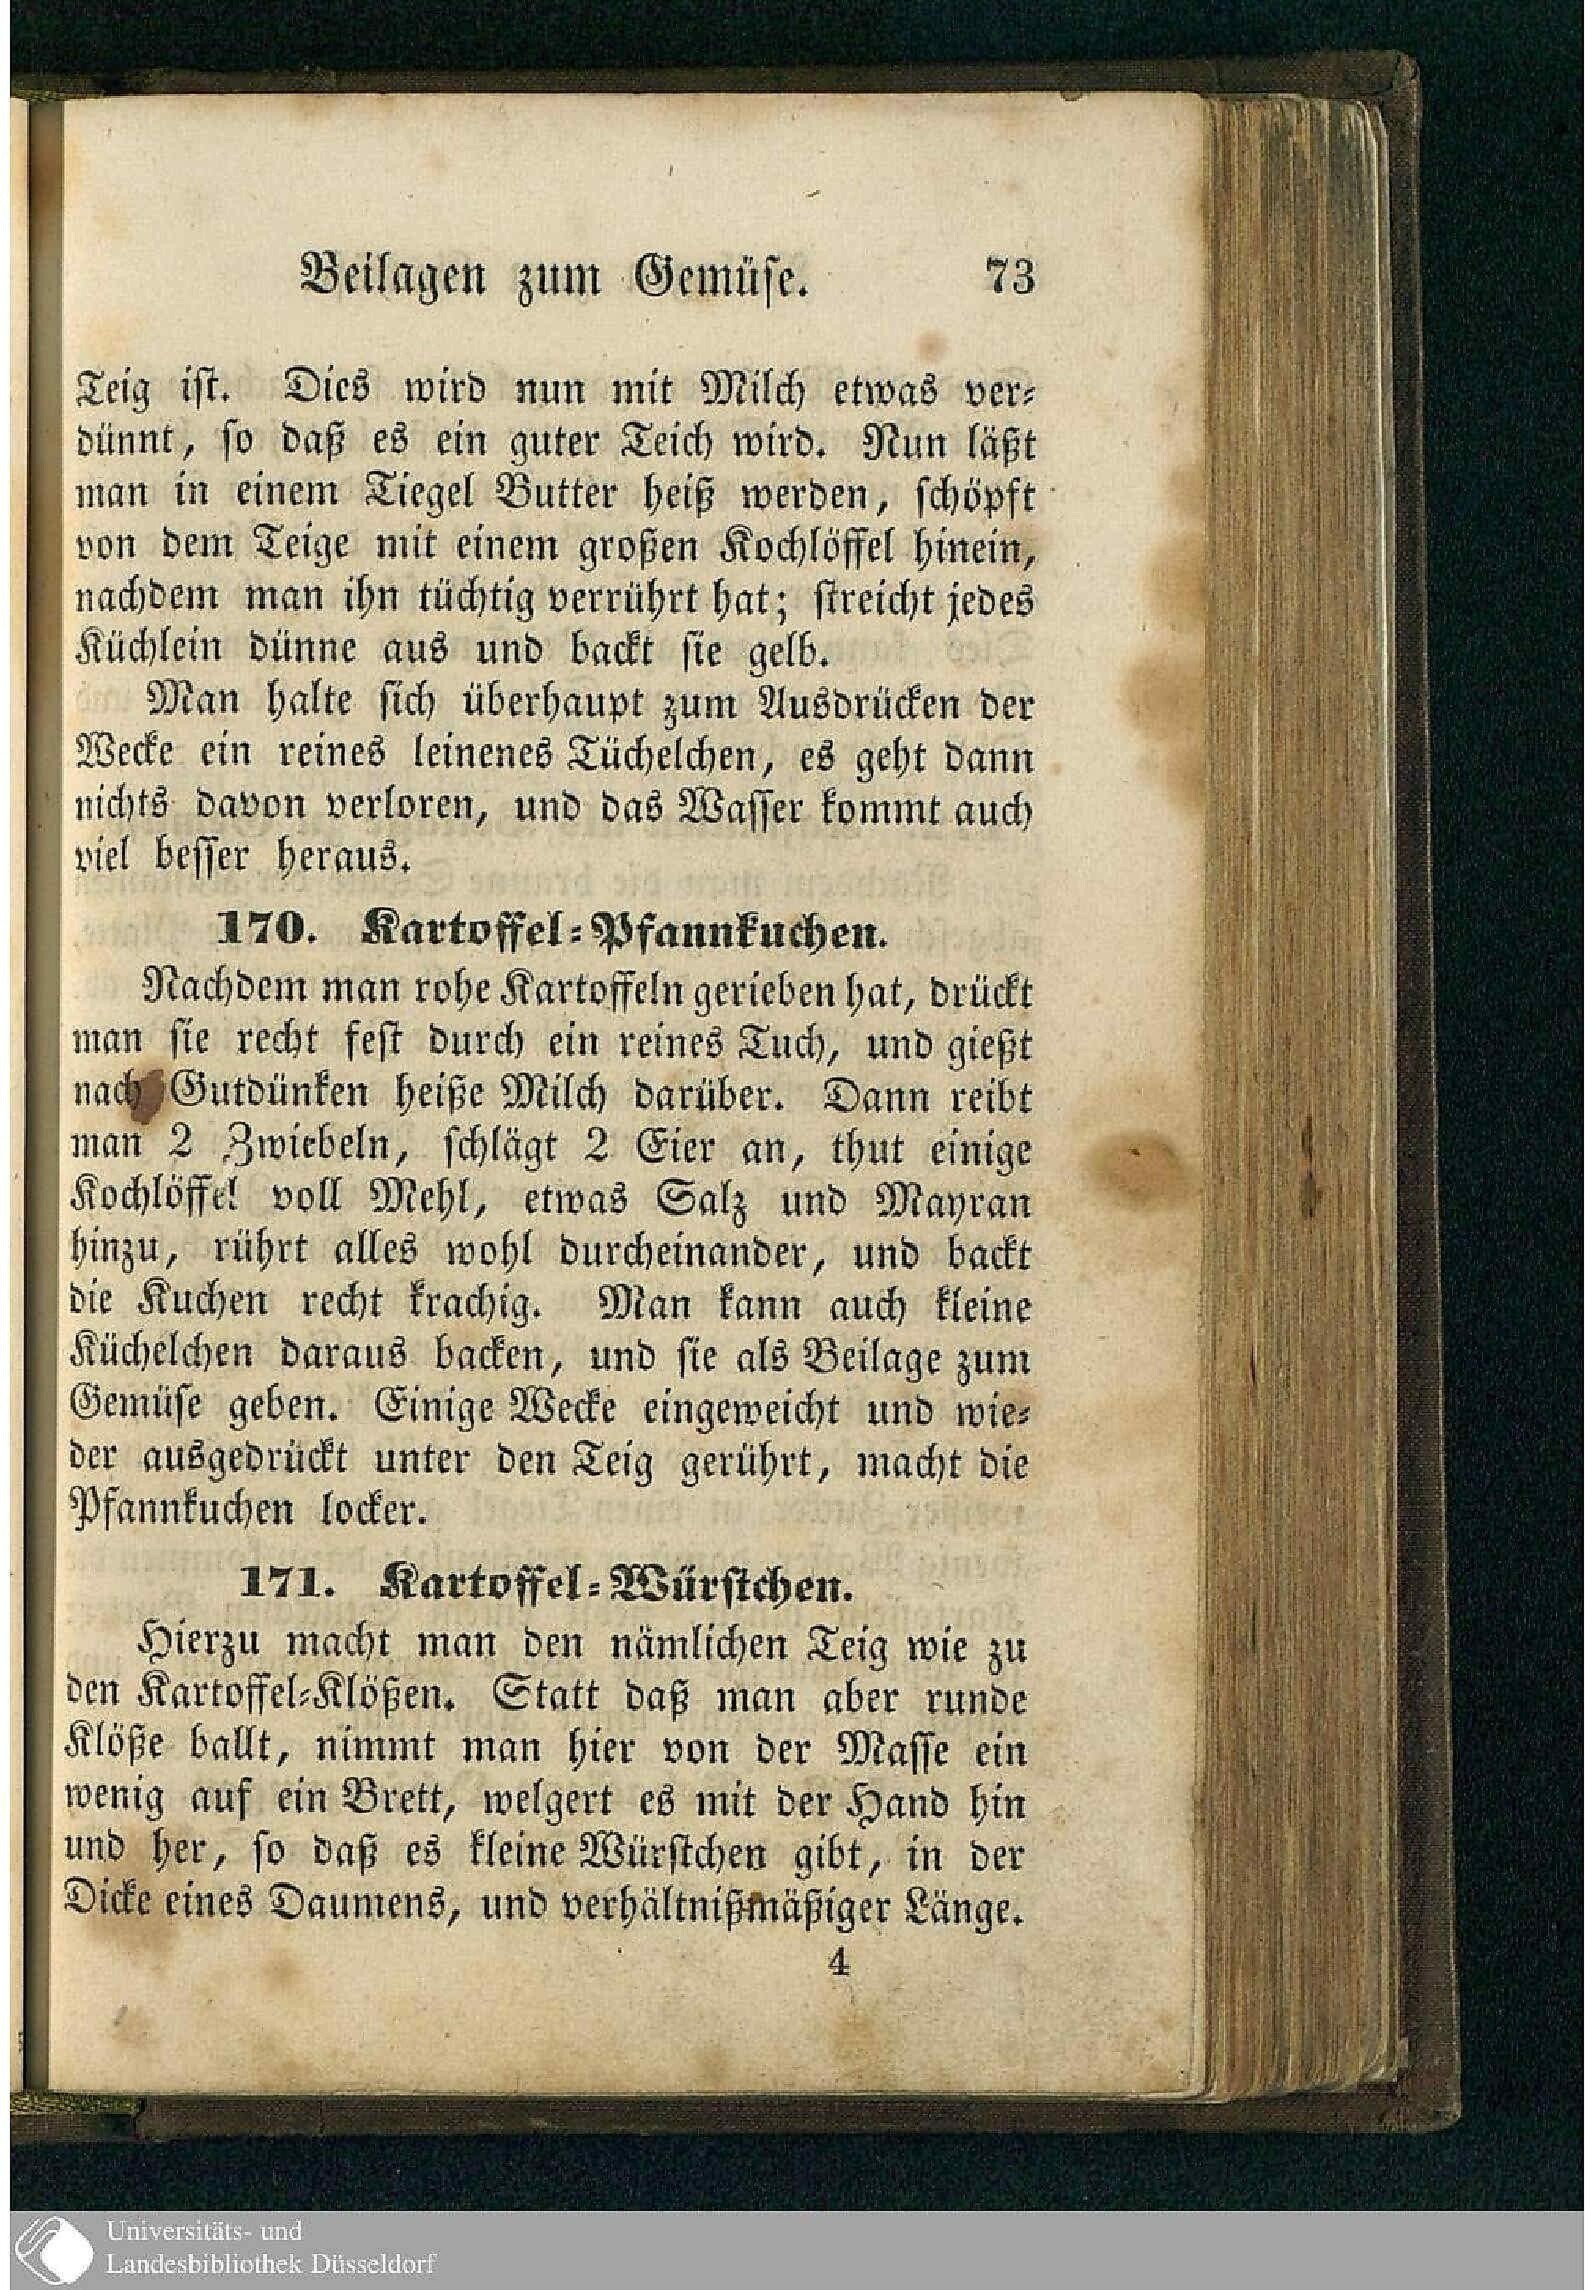 Beilagen zum Gemüse. 73
Teig ist. Dies wird nun mit Milch etwas ver-
dünnt, so daß es ein guter Teich wird. Nun läßt
man in einem Tiegel Butter heiß werden, schöpft
von dem Teige mit einem großen Kochlöffel hinein,
nachdem man ihn tüchtig verrührt hat; streicht jedes
Küchlein dünne aus und backt sie gelb.
Man halte sich überhaupt zum Ausdrücken der
Wecke ein reines leinenes Tüchelchen, es geht dann
nichts davon verloren, und das Wasser kommt auch
viel besser heraus.
170. Kartoffel-Pfannkuchen.
Nachdem man rohe Kartoffeln gerieben hat, drückt
man sie recht fest durch ein reines Tuch, und gießt
nach Gutdünken heiße Milch darüber. Dann reibt
man 2 Zwiebeln, schlägt 2 Eier an, thut einige
Kochlöffel voll Mehl, etwas Salz und Mayran
hinzu, rührt alles wohl durcheinander, und backt
die Kuchen recht krachig. Man kann auch kleine
Küchelchen daraus backen, und sie als Beilage zum
Gemüse geben. Einige Wecke eingeweicht und wie-
der ausgedrückt unter den Teig gerührt, macht die
Pfannkuchen locker.
171. Kartoffel-Würstchen.
Hierzu macht man den nämlichen Teig wie zu
den Kartoffel-Klößen. Statt daß man aber runde
Klöße ballt, nimmt man hier von der Masse ein
wenig auf ein Brett, welgert es mit der Hand hin
und her, so daß es kleine Würstchen gibt, in der
Dicke eines Daumens, und verhältnißmäßiger Länge.
4
Universitäts- und
Landesbibliothek Düsseldorf